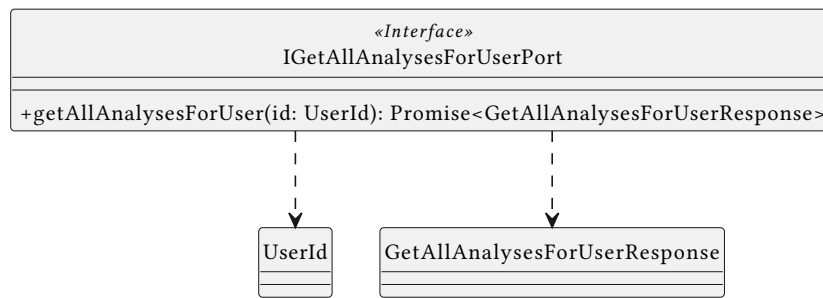 «Interface»
IGetAllAnalysesForUserPort
+getAllAnalysesForUser(id: UserId): Promise<GetAllAnalysesForUserResponse>
UserId
GetAllAnalysesForUserResponse